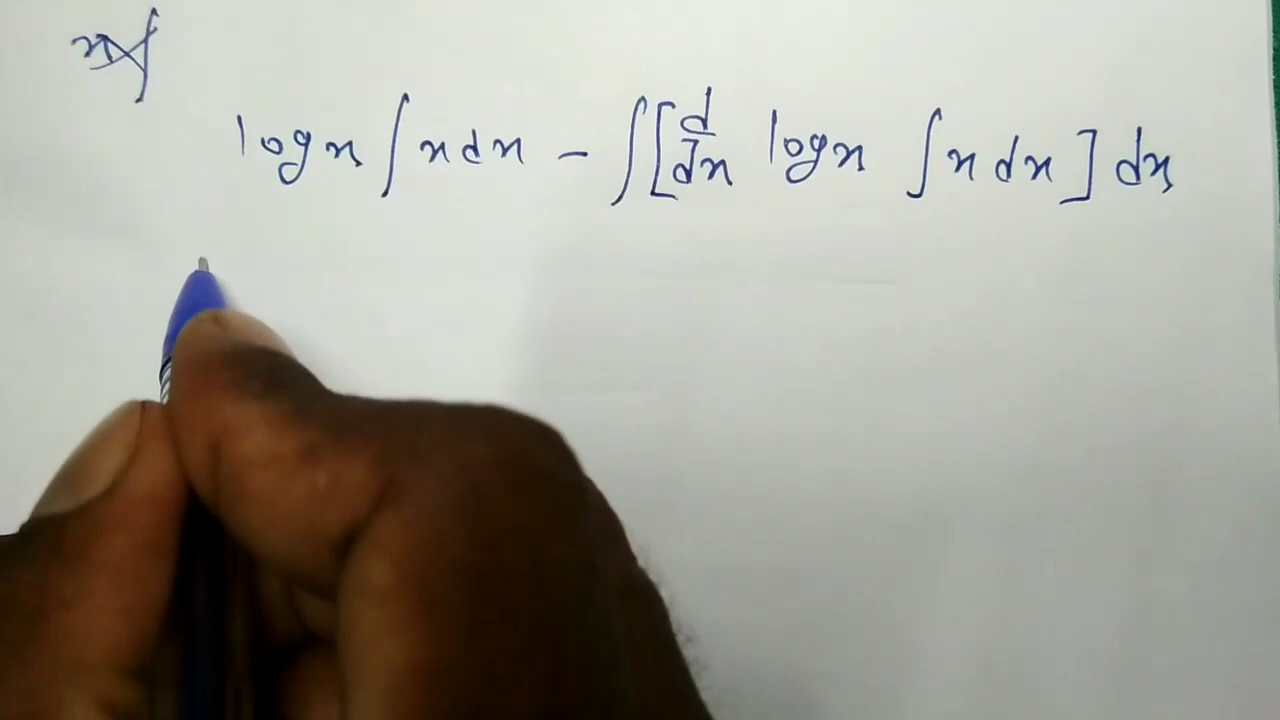 log x ∫ x dx - ∫ [ d/dx log x ∫ x dx ] dx